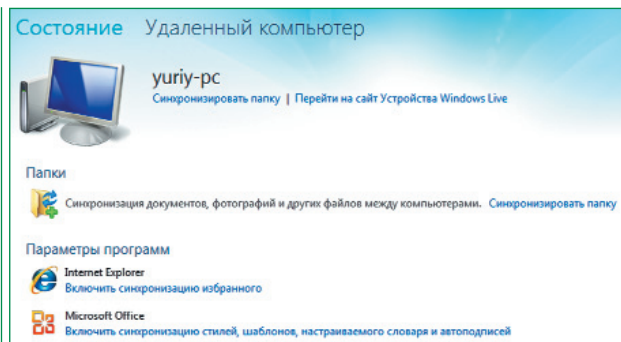 Состояние Удаленный компьютер
yuriy-pc
Синхронизировать папку | Перейти на сайт Устройства Windows Live
Папки
Синхронизация документов, фотографий и других файлов между компьютерами. Синхронизировать папку
Параметры программ
Internet Explorer
Включить синхронизацию избранного
Microsoft Office
Включить синхронизацию стилей, шаблонов, настраиваемого словаря и автоподписей